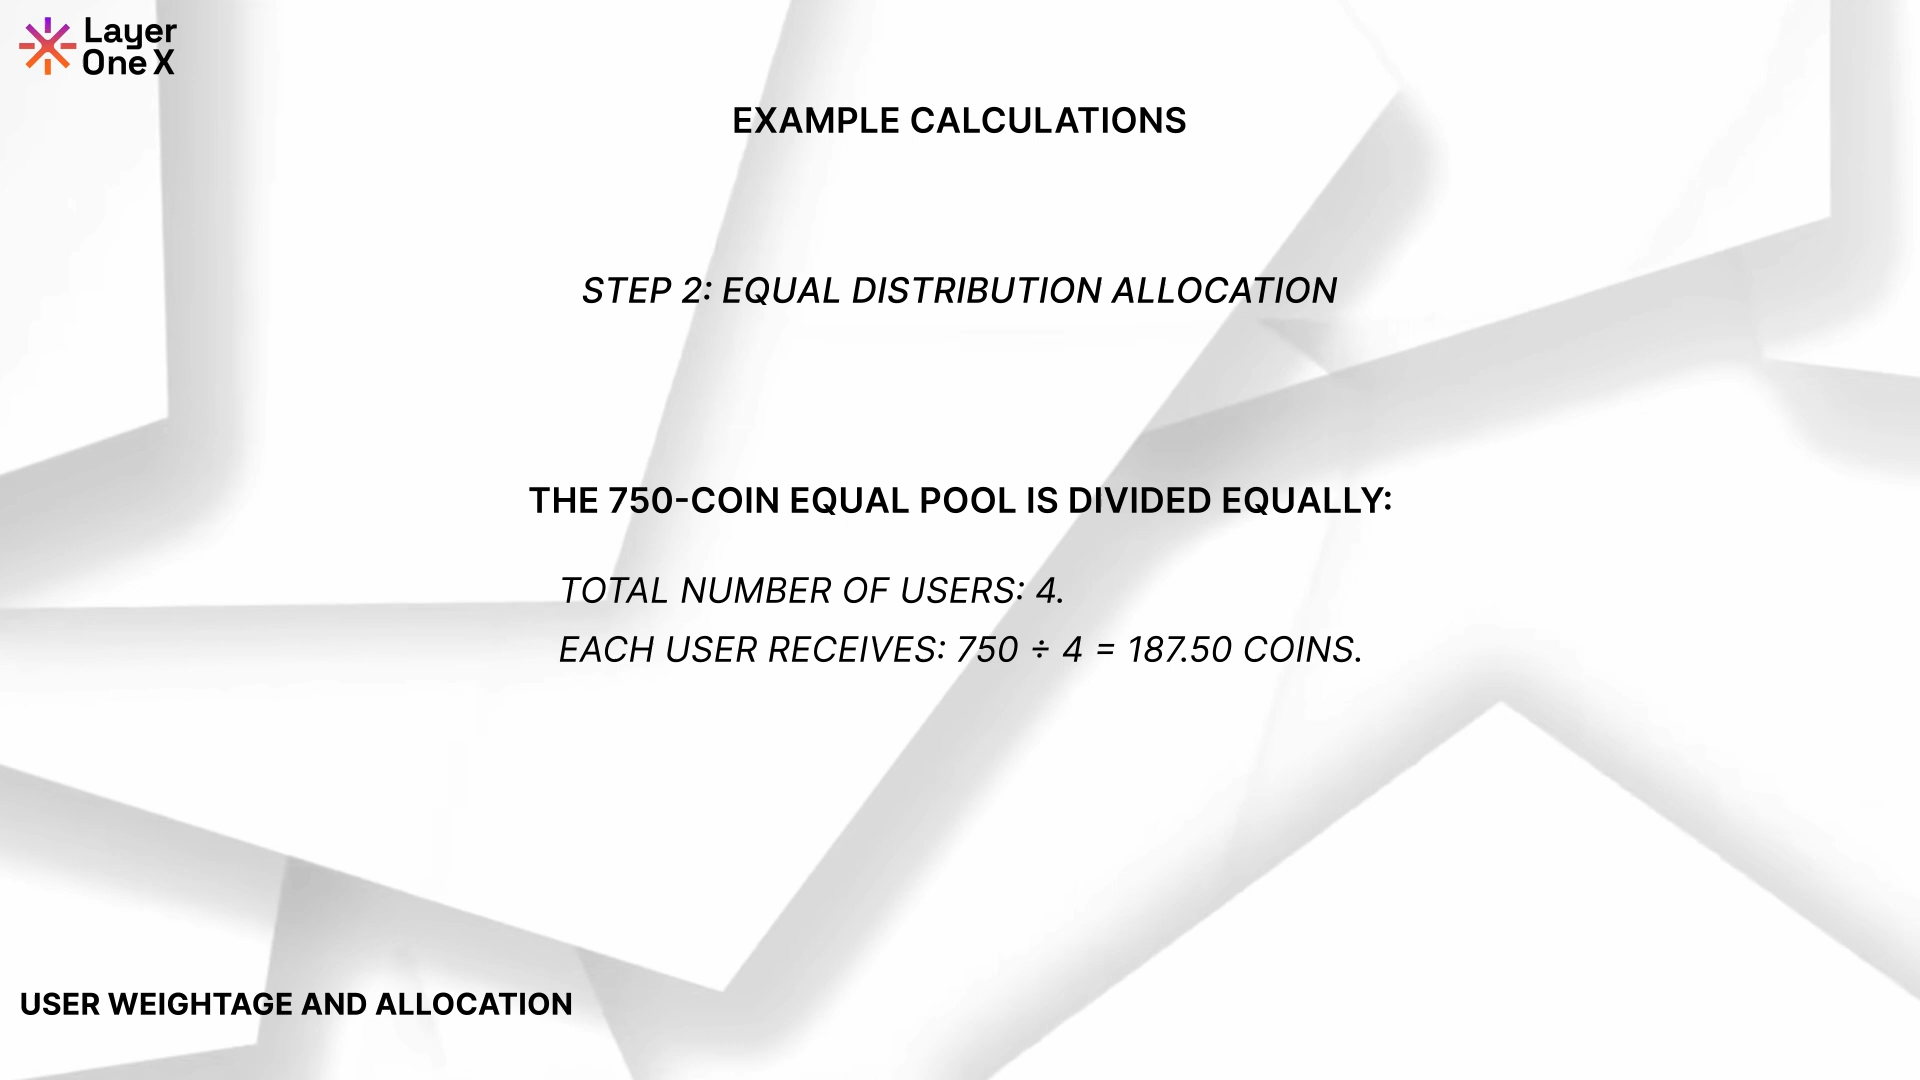 Layer
One X
EXAMPLE CALCULATIONS
STEP 2: EQUAL DISTRIBUTION ALLOCATION
THE 750-COIN EQUAL POOL IS DIVIDED EQUALLY:
TOTAL NUMBER OF USERS: 4.
EACH USER RECEIVES: 750 ÷ 4 = 187.50 COINS.
USER WEIGHTAGE AND ALLOCATION